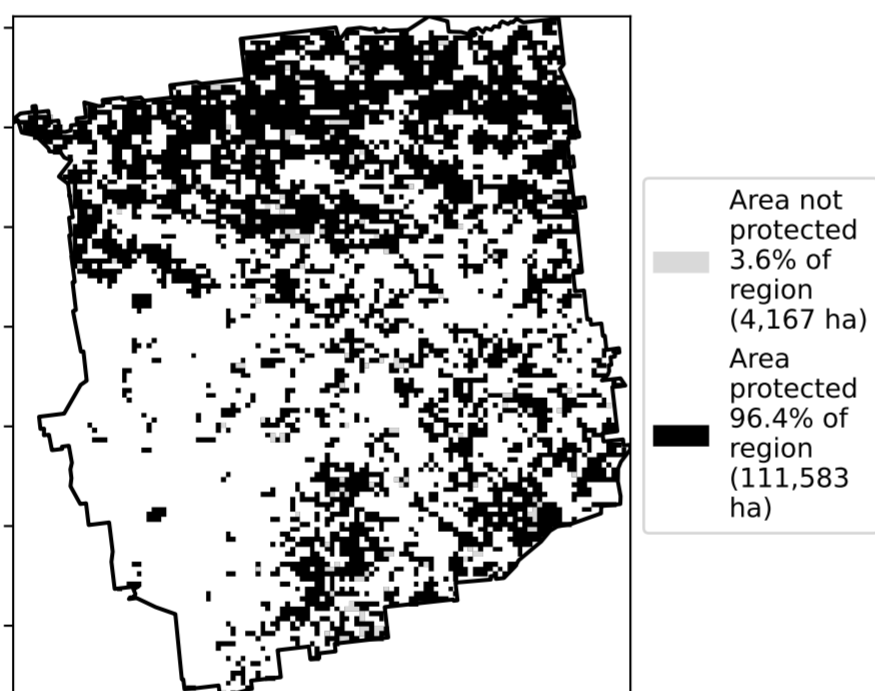 Area not
protected
3.6% of
region
(4,167 ha)
Area
protected
96.4% of
region
(111,583
ha)